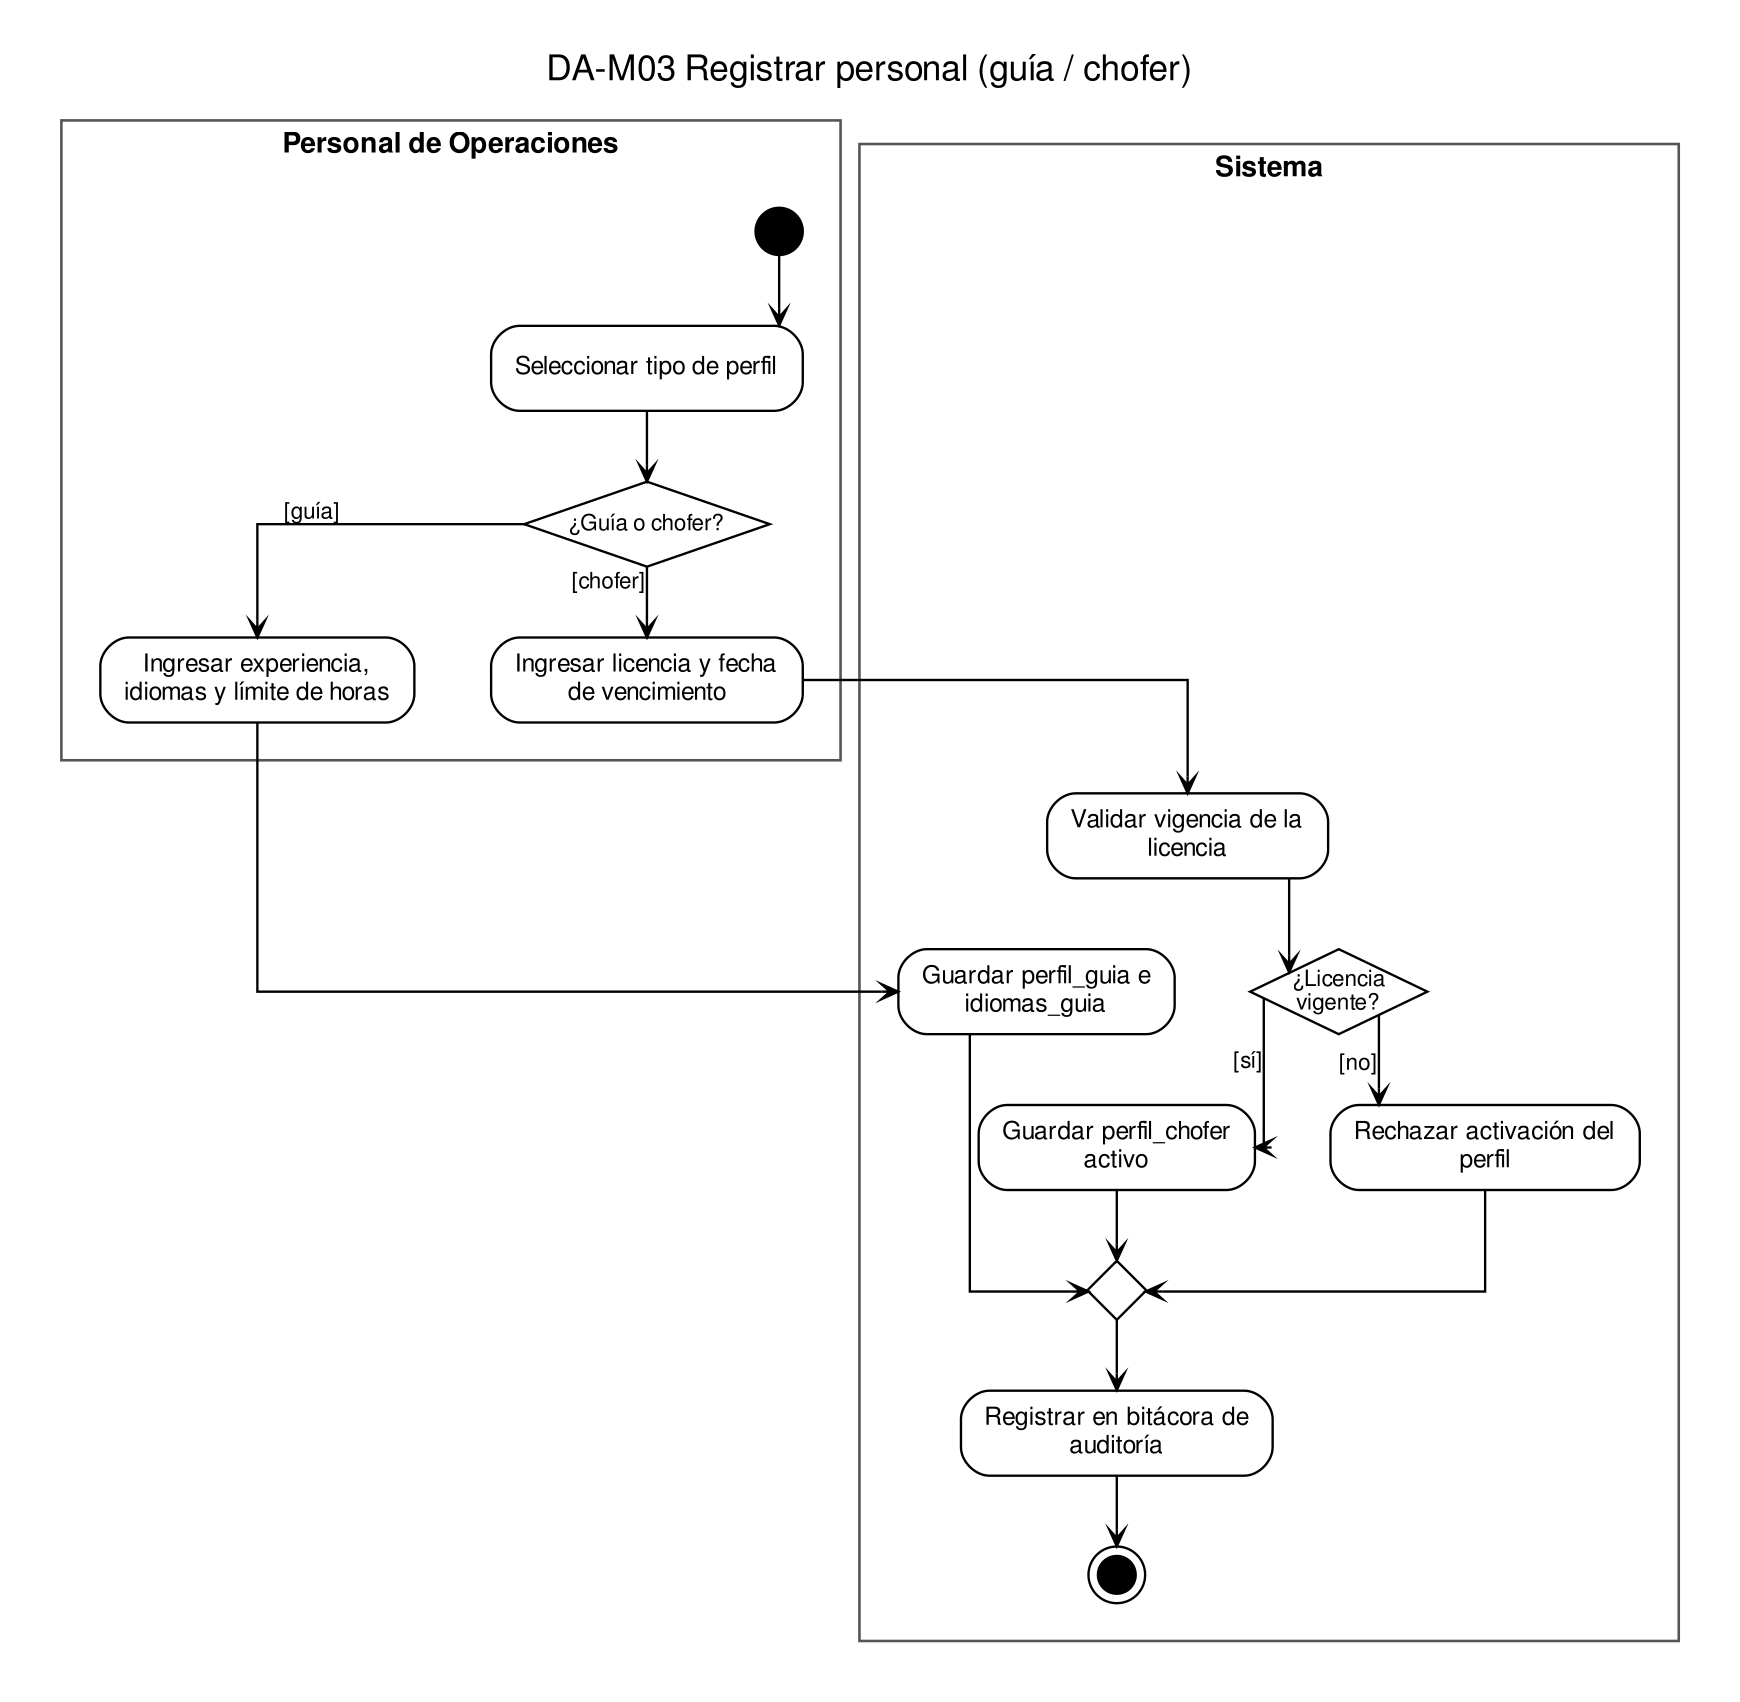 DA-M03 Registrar personal (guía / chofer)
Personal de Operaciones
Sistema
Seleccionar tipo de perfil
¿Guía o chofer?
[guía]
[chofer]
Ingresar experiencia,
idiomas y límite de horas
Ingresar licencia y fecha
de vencimiento
Validar vigencia de la
licencia
Guardar perfil_guia e
idiomas_guia
¿Licencia
vigente?
[sí]
[no]
Guardar perfil_chofer
activo
Rechazar activación del
perfil
Registrar en bitácora de
auditoría